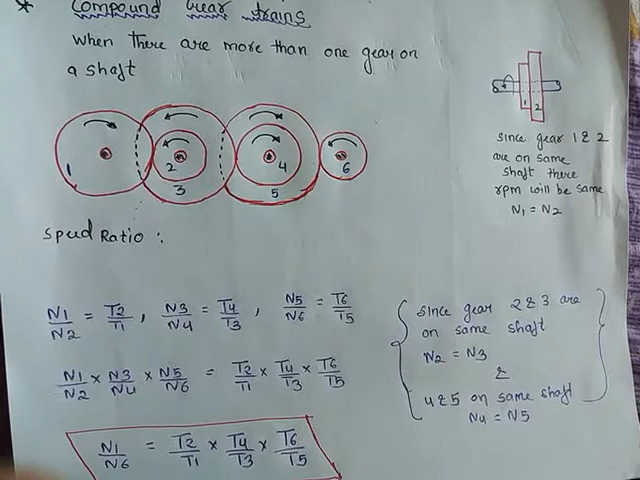 * Compound Gear trains
When there are more than one gear on
a shaft
1 2 3 4 5 6
1 2
Since gear 1 & 2
are on same
shaft there
rpm will be same
N1 = N2
Speed Ratio :
N1/N2 = T2/T1 , N3/N4 = T4/T3 , N5/N6 = T6/T5
N1/N2 × N3/N4 × N5/N6 = T2/T1 × T4/T3 × T6/T5
N1/N6 = T2/T1 × T4/T3 × T6/T5
Since gear 2 & 3 are
on same shaft
N2 = N3
&
4 & 5 on same shaft
N4 = N5